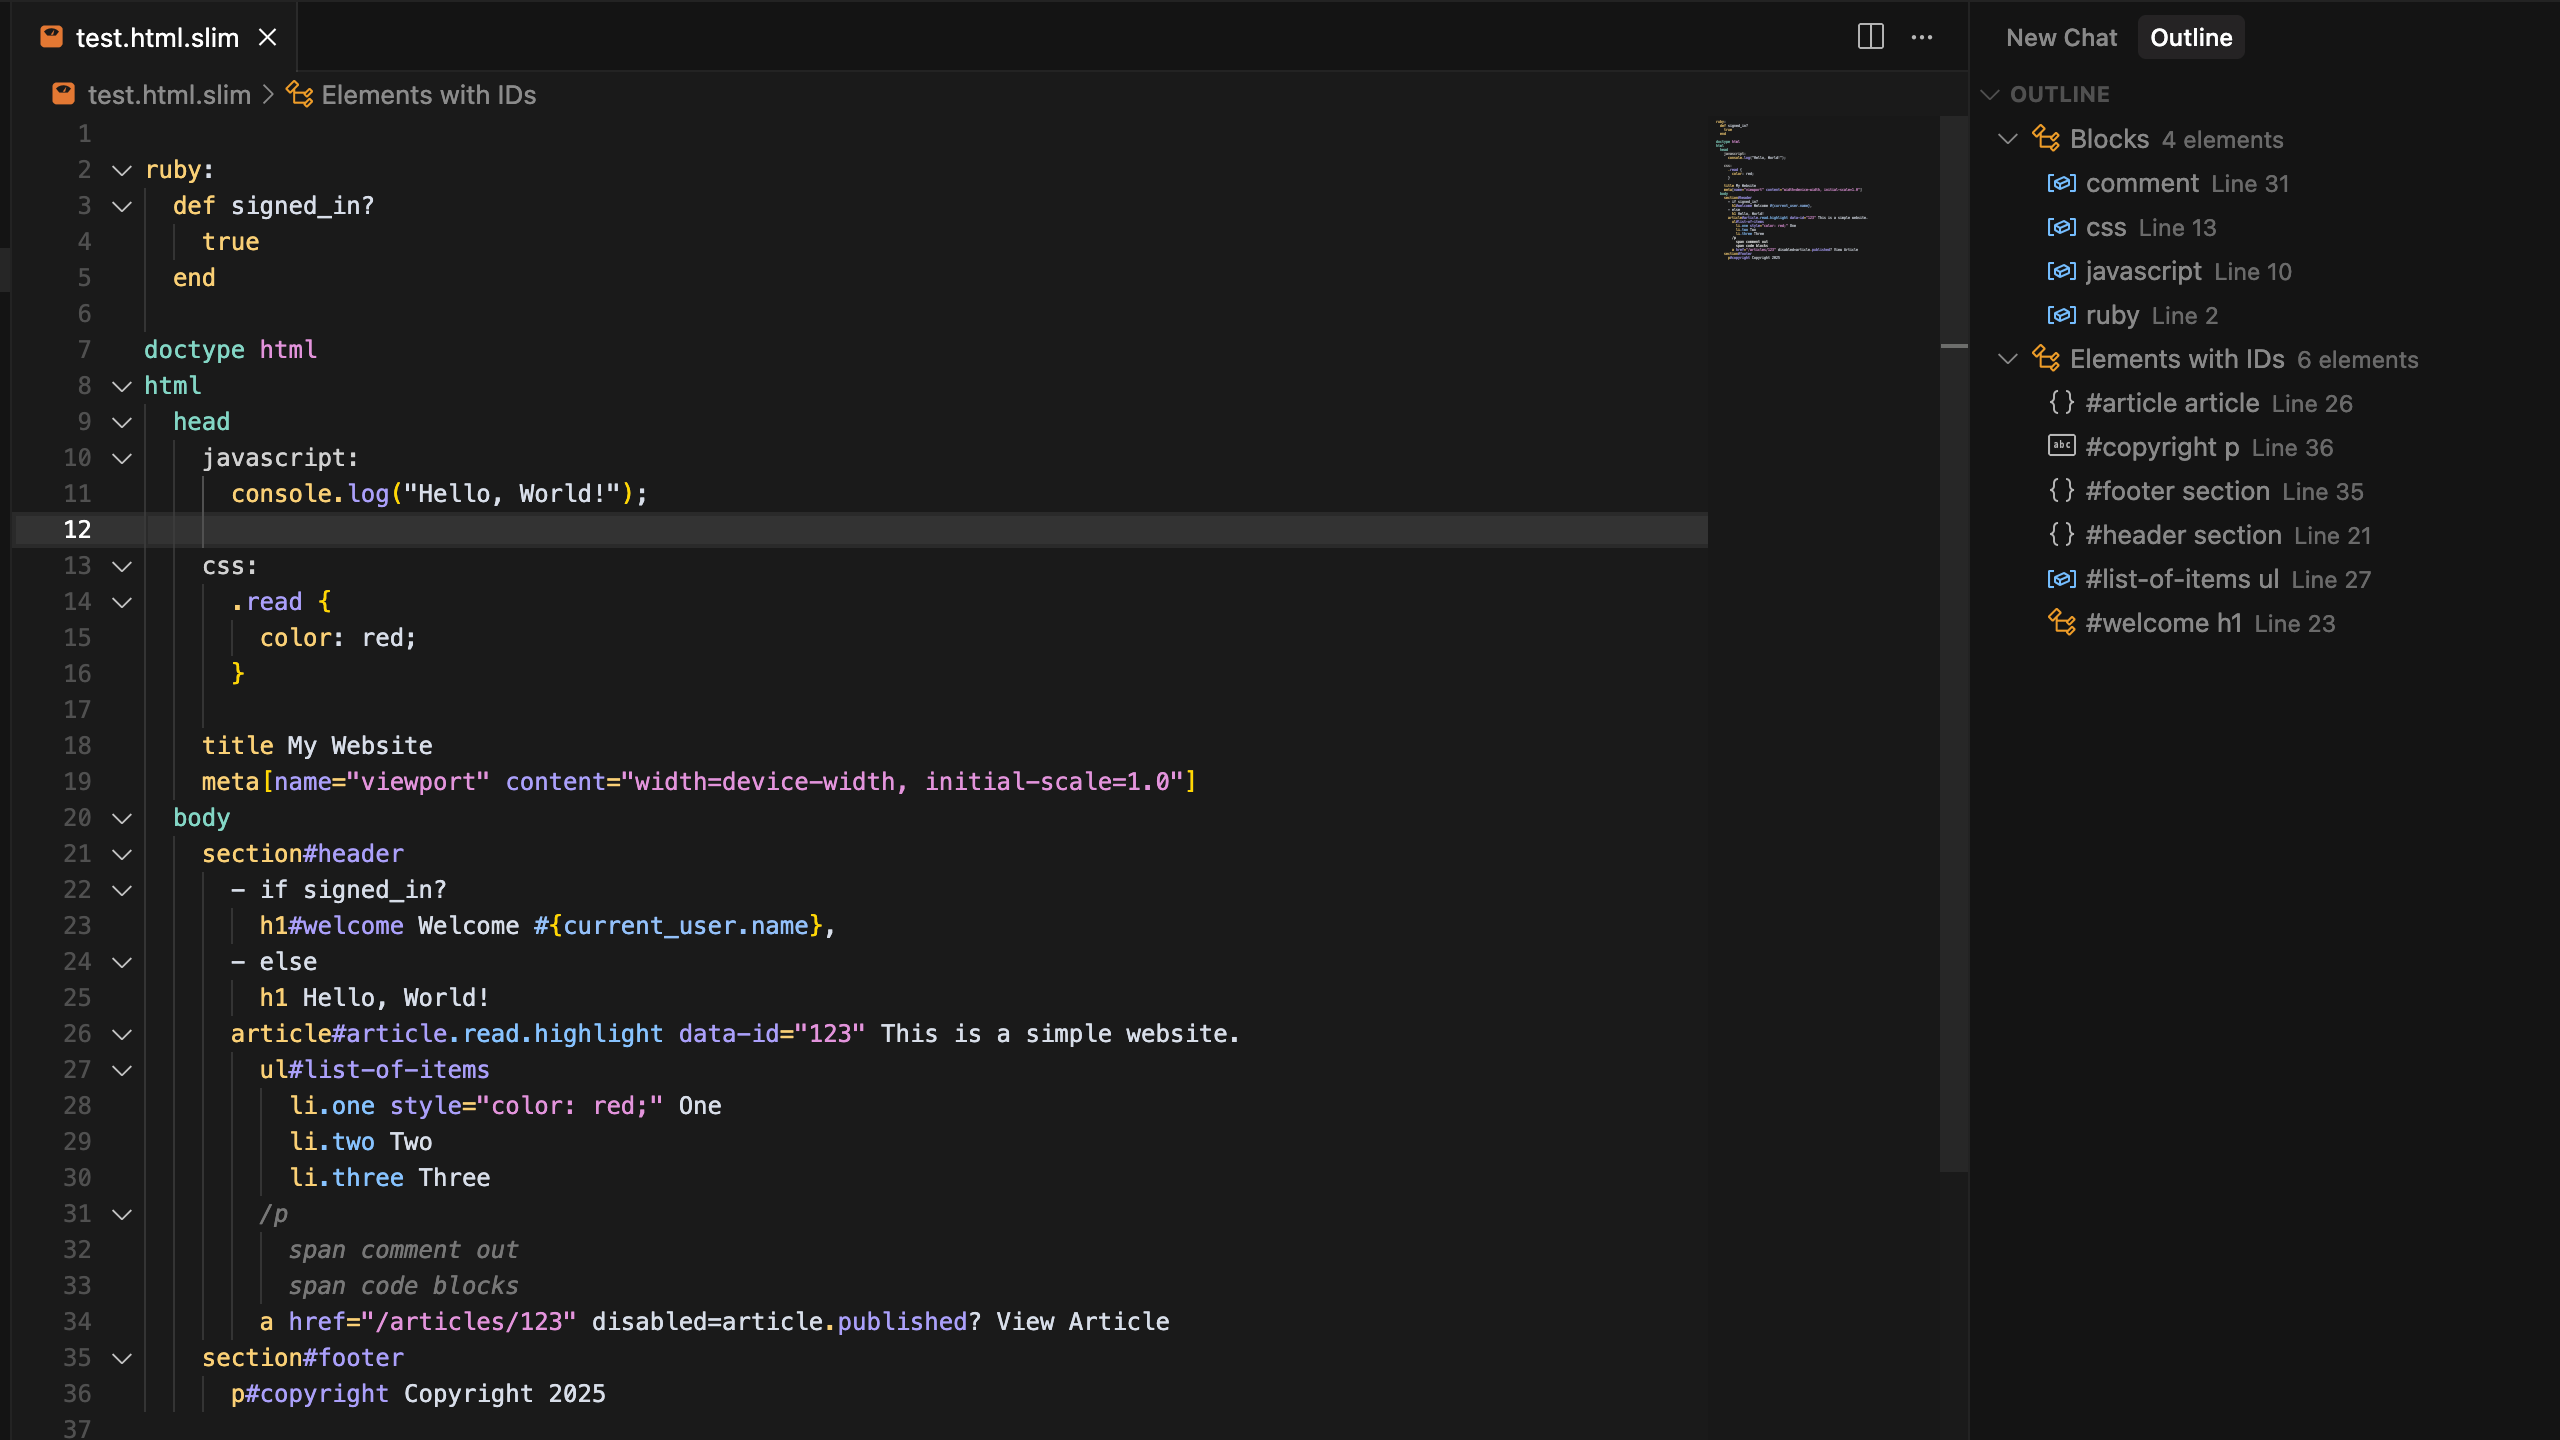 test.html.slim
test.html.slim > Elements with IDs
1
2 ruby:
3 def signed_in?
4 true
5 end
6
7 doctype html
8 html
9 head
10 javascript:
11 console.log("Hello, World!");
12
13 css:
14 .read {
15 color: red;
16 }
17
18 title My Website
19 meta[name="viewport" content="width=device-width, initial-scale=1.0"]
20 body
21 section#header
22 - if signed_in?
23 h1#welcome Welcome #{current_user.name},
24 - else
25 h1 Hello, World!
26 article#article.read.highlight data-id="123" This is a simple website.
27 ul#list-of-items
28 li.one style="color: red;" One
29 li.two Two
30 li.three Three
31 /p
32 span comment out
33 span code blocks
34 a href="/articles/123" disabled=article.published? View Article
35 section#footer
36 p#copyright Copyright 2025
37
New Chat Outline
OUTLINE
Blocks 4 elements
comment Line 31
css Line 13
javascript Line 10
ruby Line 2
Elements with IDs 6 elements
{} #article article Line 26
abc #copyright p Line 36
{} #footer section Line 35
{} #header section Line 21
#list-of-items ul Line 27
#welcome h1 Line 23